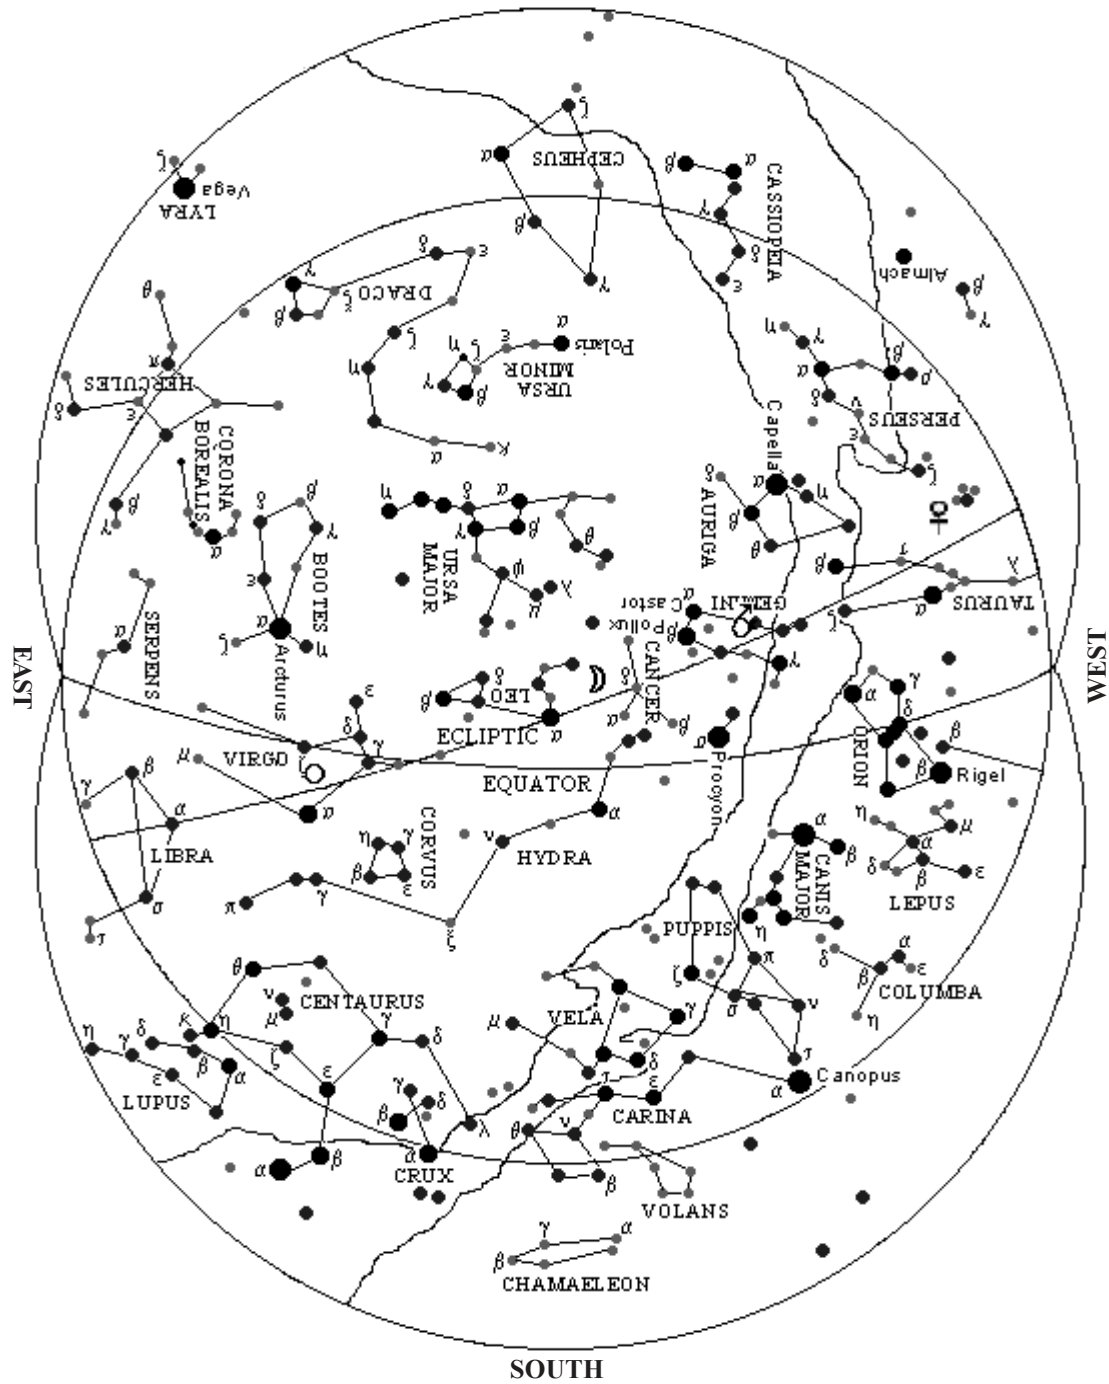 ζ
α
CEPHEUS
β
α
ζ
Vega
LYRA
CASSIOPEIA
γ
β
δ
ε
γ
Almach
δ
ε
γ
DRACO
ξ
β
θ
β
γ
ζ
η
ζ
ε
α
Polaris
URSA
MINOR
γ
β
η
γ
α
β
ρ
δ
ν
PERSEUS
ε
ζ
π
HERCULES
ε
δ
Capella
α
κ
CORONA
BOREALIS
α
β
γ
δ
β
γ
BOOTES
ε
α
ζ
η
Arcturus
η
δ
α
γ
β
URSA
MAJOR
θ
ψ
λ
μ
δ
α
η
β
AURIGA
θ
β
τ
λ
α
TAURUS
ζ
Castor
α
GEMINI
Pollux
β
γ
SERPENS
α
EAST
WEST
β
δ
LEO
α
δ
CANCER
α
β
ECLIPTIC
α
Procyon
α
γ
δ
ORION
β
β
Rigel
ε
δ
γ
VIRGO
ζ
α
μ
EQUATOR
γ
β
α
LIBRA
σ
τ
CORVUS
η
γ
β
ε
α
ν
HYDRA
π
γ
ξ
α
β
CANIS
MAJOR
η
η
μ
α
δ
β
ε
LEPUS
PUPPIS
π
ζ
σ
ν
τ
δ
α
β
ε
COLUMBA
η
θ
CENTAURUS
ν
μ
κ
η
ζ
γ
δ
ε
λ
β
α
VELA
μ
γ
δ
α
Canopus
η
δ
γ
β
ε
α
LUPUS
γ
β
δ
α
CRUX
τ
ε
CARINA
θ
ν
β
VOLANS
γ
α
β
CHAMAELEON
SOUTH